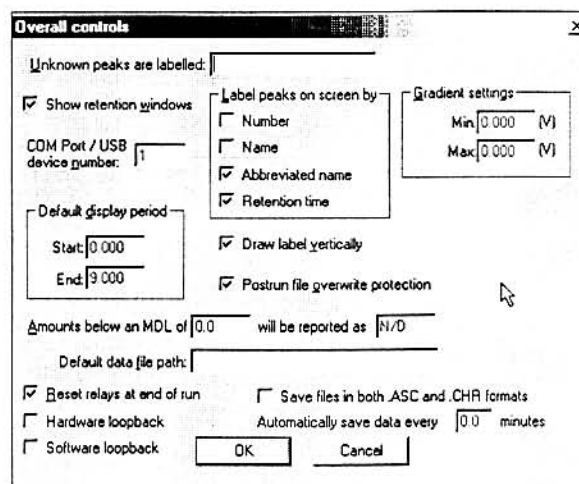 Overall controls
Unknown peaks are labelled:
Show retention windows
COM Port / USB
device number: 1
Label peaks on screen by
Number
Name
Abbreviated name
Retention time
Gradient settings
Min: 0.000 (V)
Max: 0.000 (V)
Default display period
Start: 0.000
End: 9.000
Draw label vertically
Postrun file overwrite protection
Amounts below an MDL of 0.0 will be reported as N/D
Default data file path:
Reset relays at end of run
Save files in both .ASC and .CHR formats
Hardware loopback
Automatically save data every 0.0 minutes
Software loopback
OK
Cancel